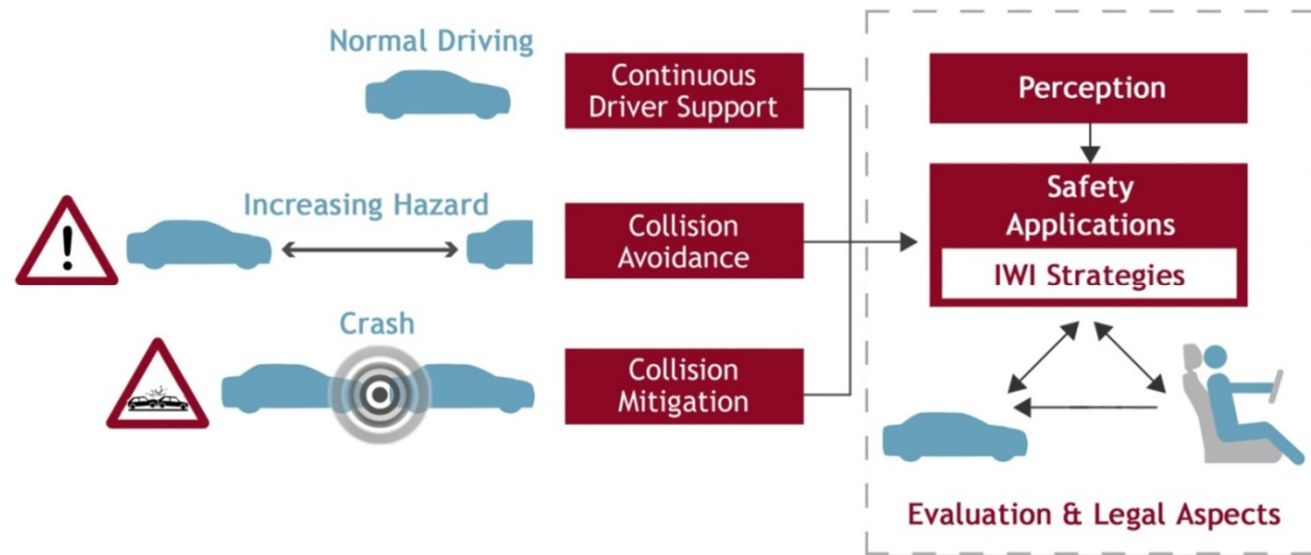 Normal Driving
Continuous
Driver Support
Increasing Hazard
!
Collision
Avoidance
Crash
Collision
Mitigation
Perception
Safety
Applications
IWI Strategies
Evaluation & Legal Aspects